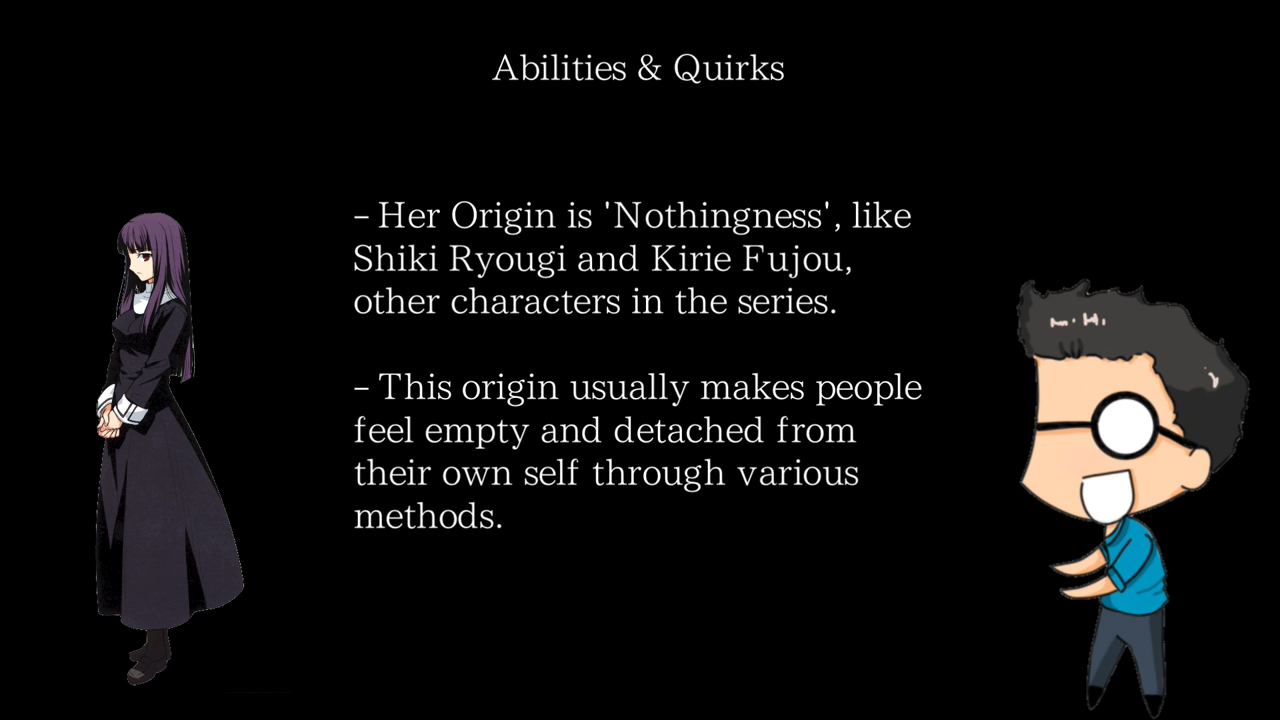 Abilities & Quirks
– Her Origin is 'Nothingness', like
Shiki Ryougi and Kirie Fujou,
other characters in the series.
– This origin usually makes people
feel empty and detached from
their own self through various
methods.